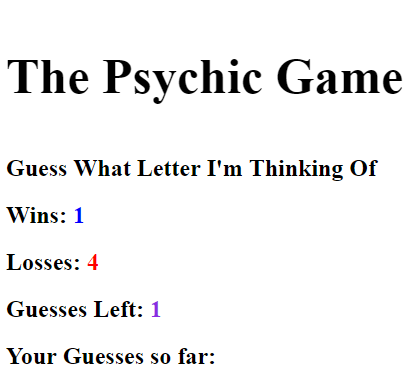 The Psychic Game
Guess What Letter I'm Thinking Of
Wins: 1
Losses: 4
Guesses Left: 1
Your Guesses so far: